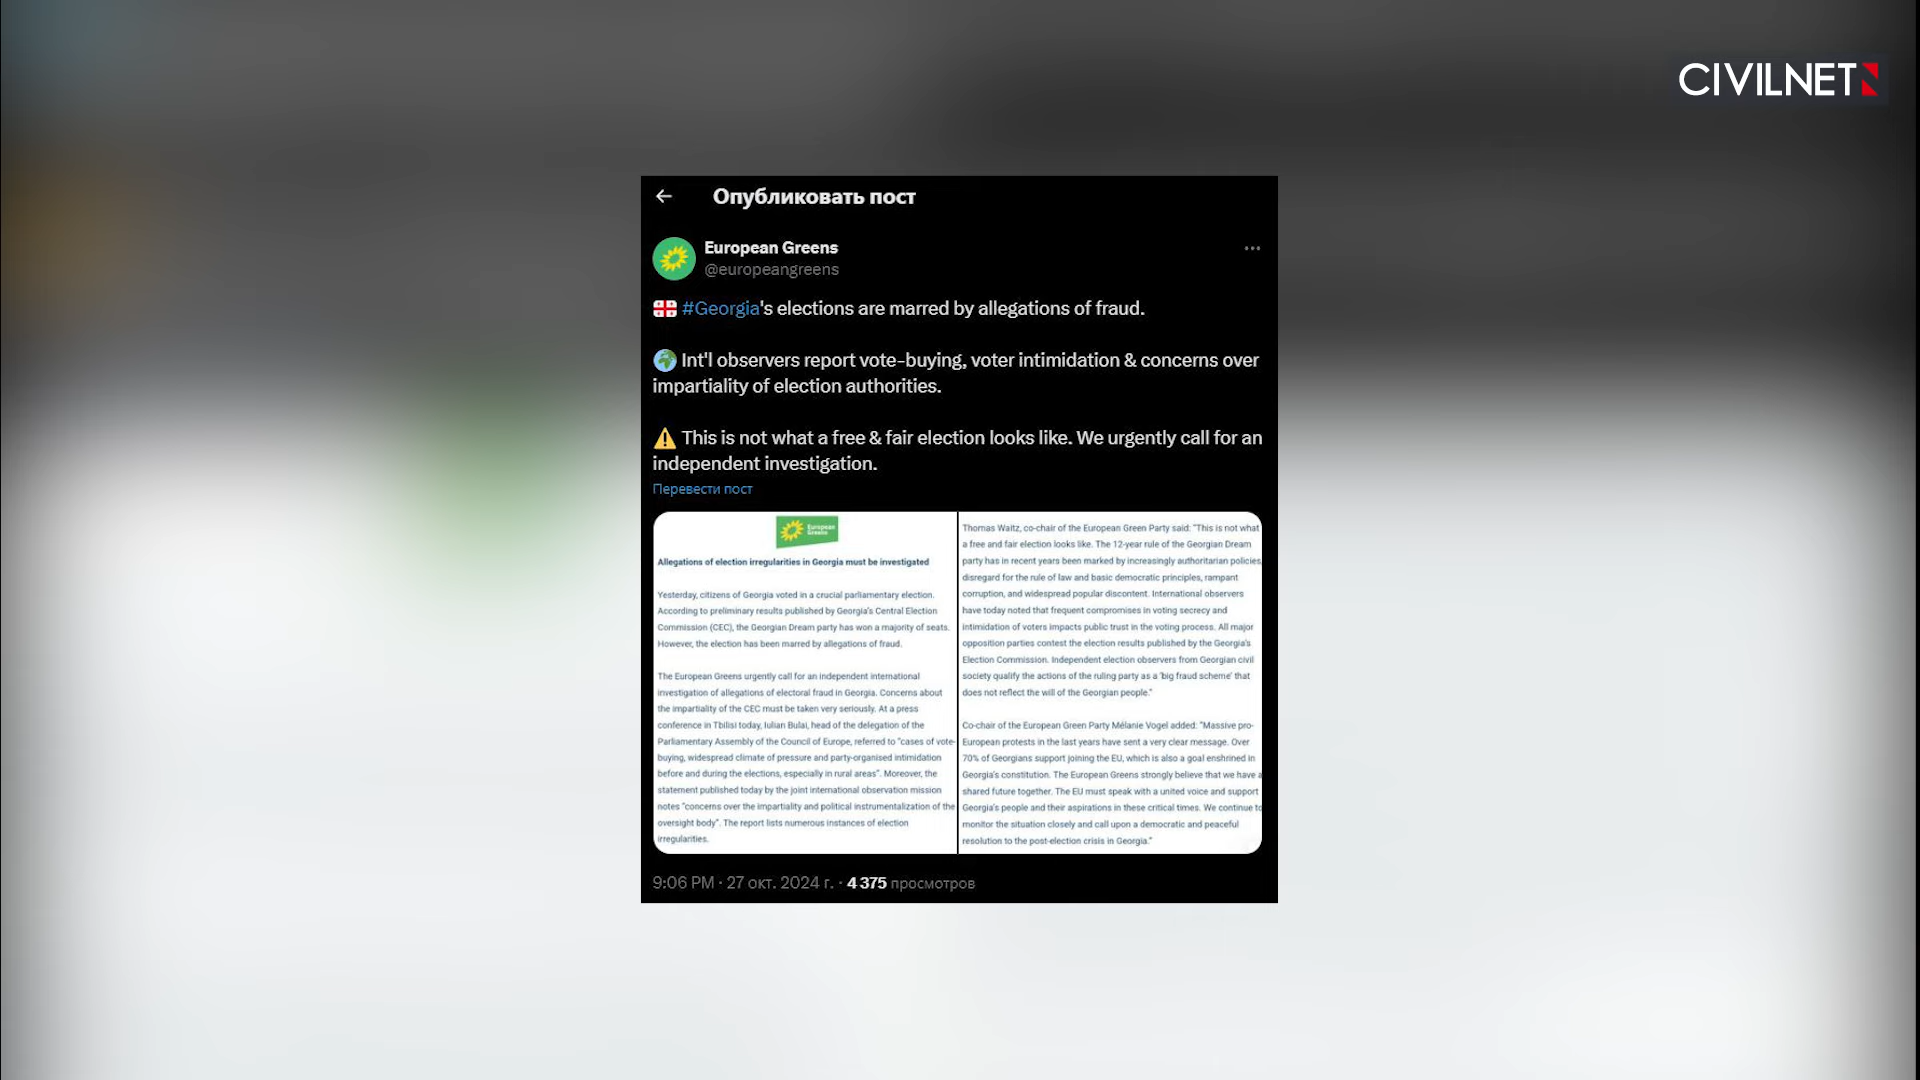 CIVILNET
Опубликовать пост
European Greens
@europeangreens
#Georgia's elections are marred by allegations of fraud.
Int'l observers report vote-buying, voter intimidation & concerns over
impartiality of election authorities.
This is not what a free & fair election looks like. We urgently call for an
independent investigation.
Перевести пост
European
Greens
Allegations of election irregularities in Georgia must be investigated
Yesterday, citizens of Georgia voted in a crucial parliamentary election.
According to preliminary results published by Georgia's Central Election
Commission (CEC), the Georgian Dream party has won a majority of seats.
However, the election has been marred by allegations of fraud.
The European Greens urgently call for an independent international
investigation of allegations of electoral fraud in Georgia. Concerns about
the impartiality of the CEC must be taken very seriously. At a press
conference in Tbilisi today, Iulian Bulai, head of the delegation of the
Parliamentary Assembly of the Council of Europe, referred to "cases of vote-
buying, widespread climate of pressure and party-organised intimidation
before and during the elections, especially in rural areas". Moreover, the
statement published today by the joint international observation mission
notes "concerns over the impartiality and political instrumentalization of the
oversight body". The report lists numerous instances of election
irregularities.
Thomas Waitz, co-chair of the European Green Party said: "This is not what
a free and fair election looks like. The 12-year rule of the Georgian Dream
party has in recent years been marked by increasingly authoritarian policies,
disregard for the rule of law and basic democratic principles, rampant
corruption, and widespread popular discontent. International observers
have today noted that frequent compromises in voting secrecy and
intimidation of voters impacts public trust in the voting process. All major
opposition parties contest the election results published by the Georgia's
Election Commission. Independent election observers from Georgian civil
society qualify the actions of the ruling party as a 'big fraud scheme' that
does not reflect the will of the Georgian people."
Co-chair of the European Green Party Mélanie Vogel added: "Massive pro-
European protests in the last years have sent a very clear message. Over
70% of Georgians support joining the EU, which is also a goal enshrined in
Georgia's constitution. The European Greens strongly believe that we have a
shared future together. The EU must speak with a united voice and support
Georgia's people and their aspirations in these critical times. We continue to
monitor the situation closely and call upon a democratic and peaceful
resolution to the post-election crisis in Georgia."
9:06 PM · 27 окт. 2024 г. · 4 375 просмотров